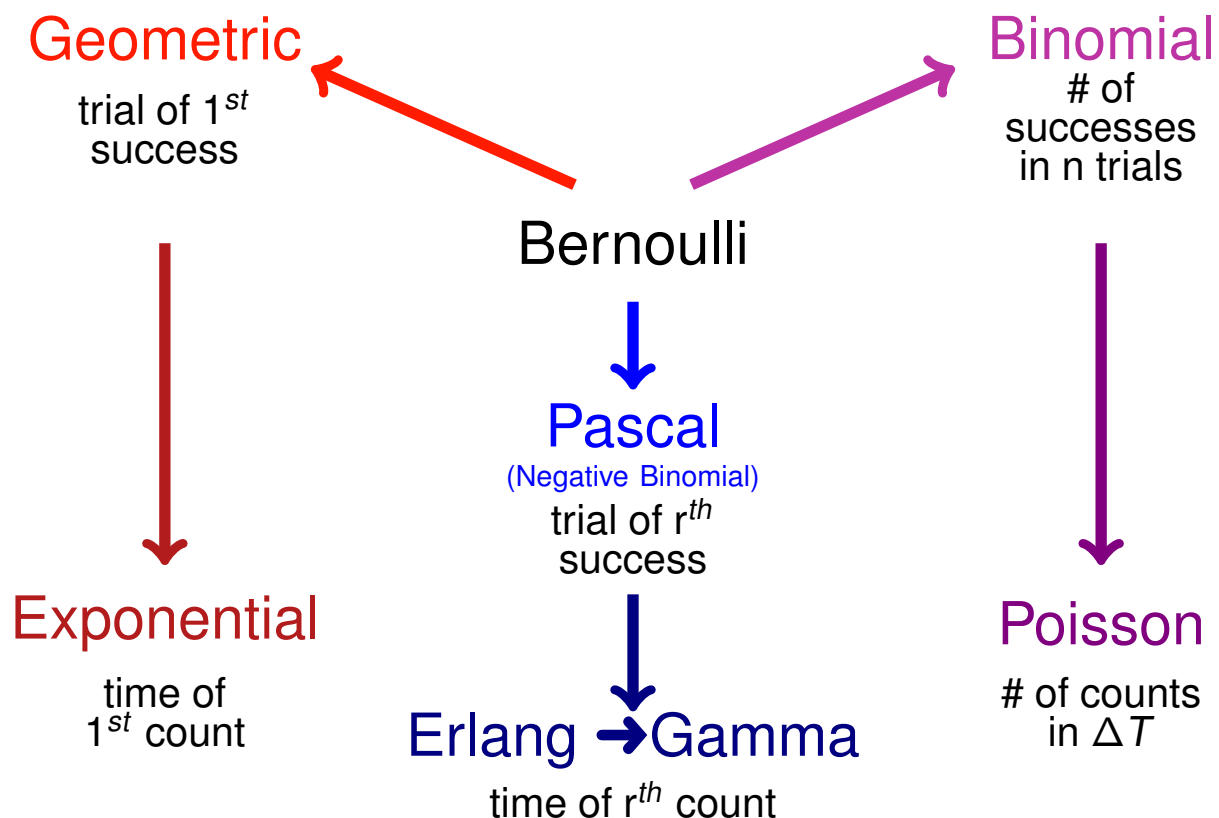 Geometric
trial of 1st
success
Binomial
# of
successes
in n trials
Bernoulli
Pascal
(Negative Binomial)
trial of rth
success
Exponential
time of
1st count
Erlang ➔ Gamma
time of rth count
Poisson
# of counts
in ΔT